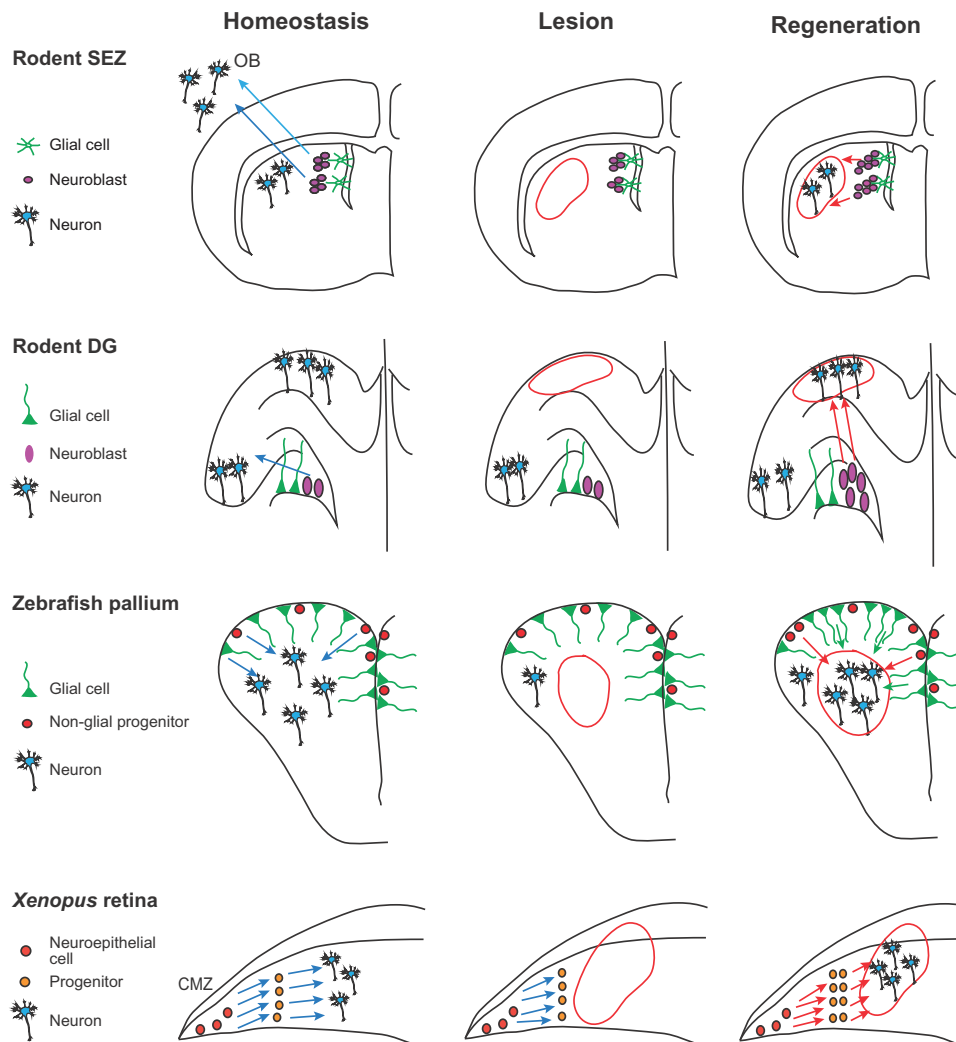 Homeostasis
Lesion
Regeneration
Rodent SEZ
OB
Glial cell
Neuroblast
Neuron
Rodent DG
Glial cell
Neuroblast
Neuron
Zebrafish pallium
Glial cell
Non-glial progenitor
Neuron
Xenopus retina
Neuroepithelial
cell
CMZ
Progenitor
Neuron